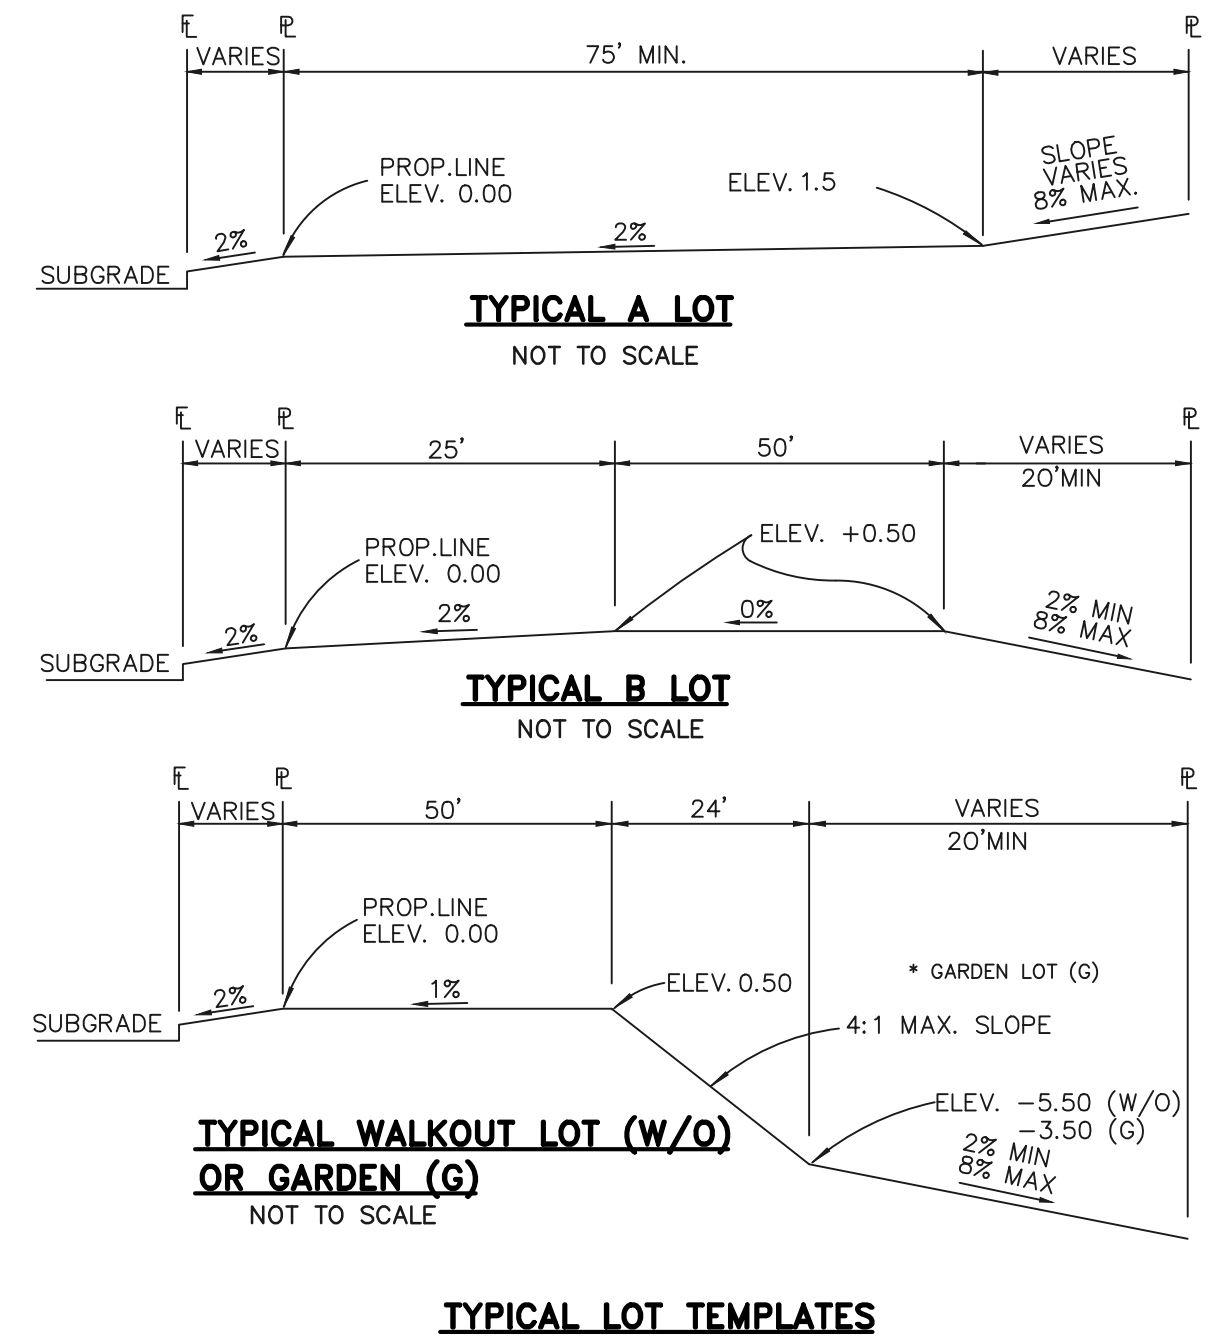 FL PL PL
VARIES 75' MIN. VARIES
PROP.LINE
ELEV. 0.00
ELEV. 1.5
SLOPE
VARIES
8% MAX.
2% 2%
SUBGRADE
TYPICAL A LOT
NOT TO SCALE
FL PL PL
VARIES 25' 50' VARIES
20'MIN
ELEV. +0.50
PROP.LINE
ELEV. 0.00
2% 2% 0%
2% MIN
8% MAX
SUBGRADE
TYPICAL B LOT
NOT TO SCALE
FL PL PL
VARIES 50' 24' VARIES
20'MIN
PROP.LINE
ELEV. 0.00
* GARDEN LOT (G)
2% 1% ELEV. 0.50
SUBGRADE
4:1 MAX. SLOPE
ELEV. -5.50 (W/O)
-3.50 (G)
2% MIN
8% MAX
TYPICAL WALKOUT LOT (W/O)
OR GARDEN (G)
NOT TO SCALE
TYPICAL LOT TEMPLATES